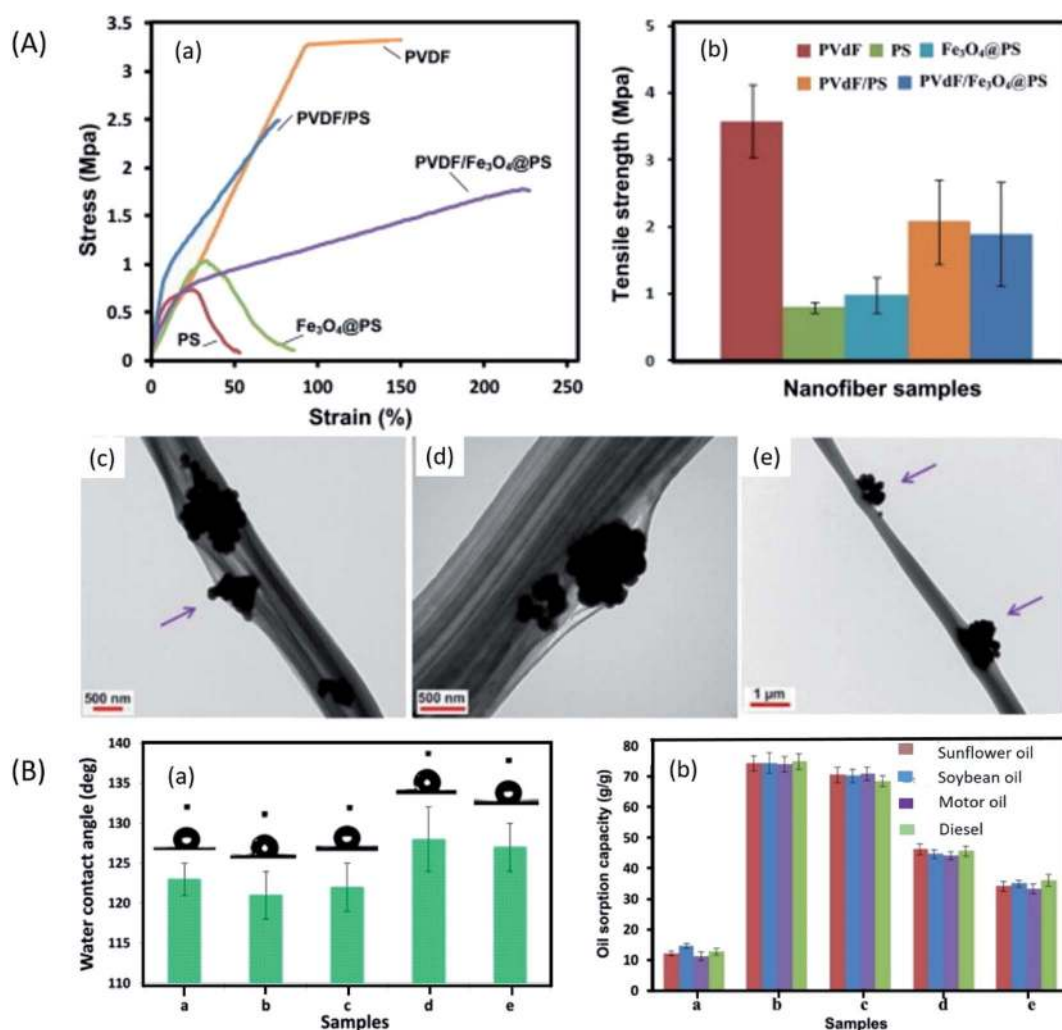 (A)
(a)
3.5
3
2.5
2
1.5
1
0.5
0
Stress (Mpa)
PVDF
PVDF/PS
PVDF/Fe₃O₄@PS
PS
Fe₃O₄@PS
0 50 100 150 200 250
Strain (%)
(b)
PVdF PS Fe₃O₄@PS
PVdF/PS PVdF/Fe₃O₄@PS
5
4
3
2
1
0
Tensile strength (Mpa)
Nanofiber samples
(c)
500 nm
(d)
500 nm
(e)
1 μm
(B)
(a)
140
135
130
125
120
115
110
Water contact angle (deg)
a b c d e
Samples
(b)
80
70
60
50
40
30
20
10
0
Oil sorption capacity (g/g)
Sunflower oil
Soybean oil
Motor oil
Diesel
a b c d e
Samples